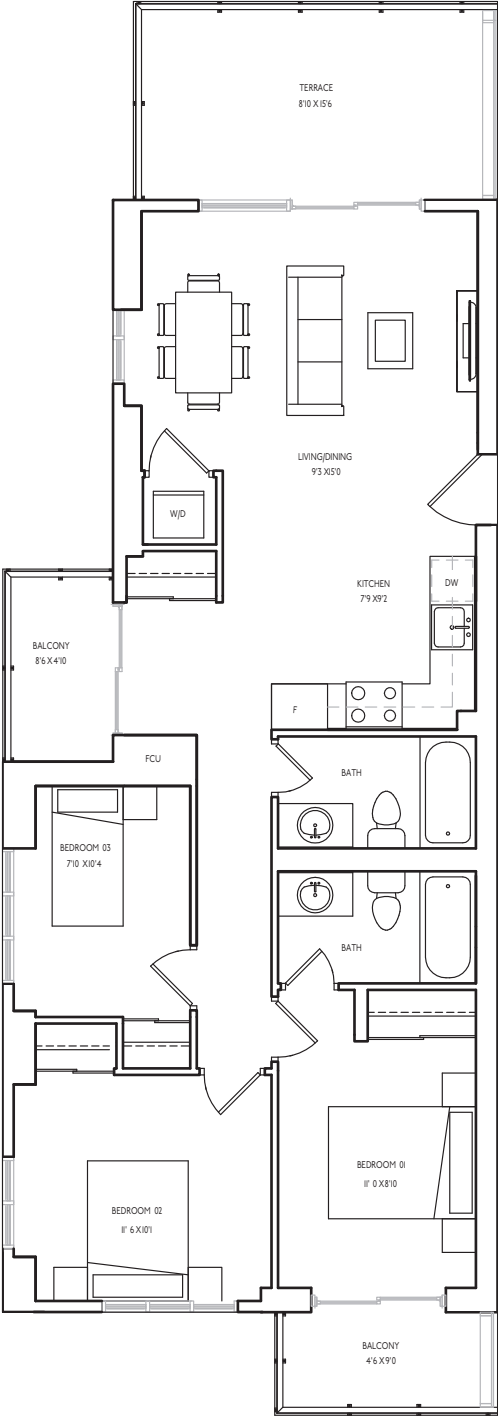 TERRACE
8'10 X 15'6
LIVING/DINING
9'3 X15'0
W/D
KITCHEN
7'9 X9'2
DW
BALCONY
8'6 X 4'10
F
FCU
BATH
BEDROOM 03
7'10 X10'4
BATH
BEDROOM 01
11' 0 X8'10
BEDROOM 02
11' 6 X10'1
BALCONY
4'6 X 9'0